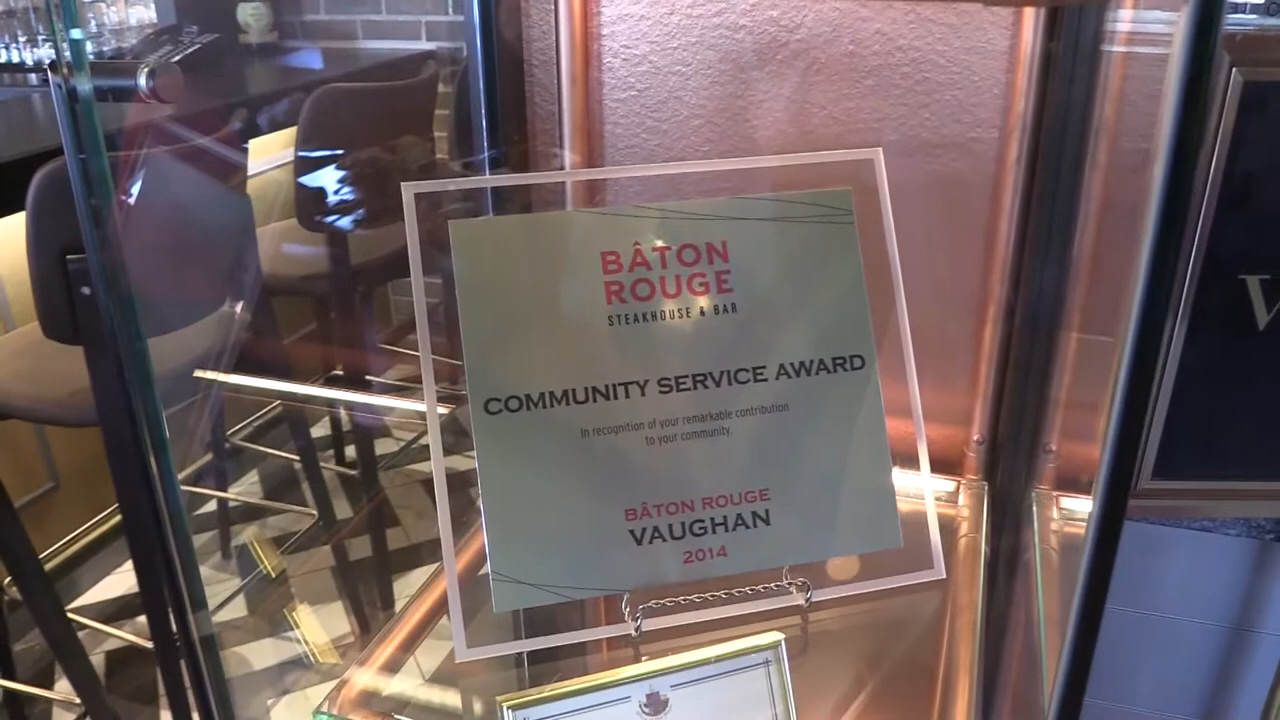 BÂTON
ROUGE
STEAKHOUSE & BAR
COMMUNITY SERVICE AWARD
In recognition of your remarkable contribution
to your community.
BÂTON ROUGE
VAUGHAN
2014